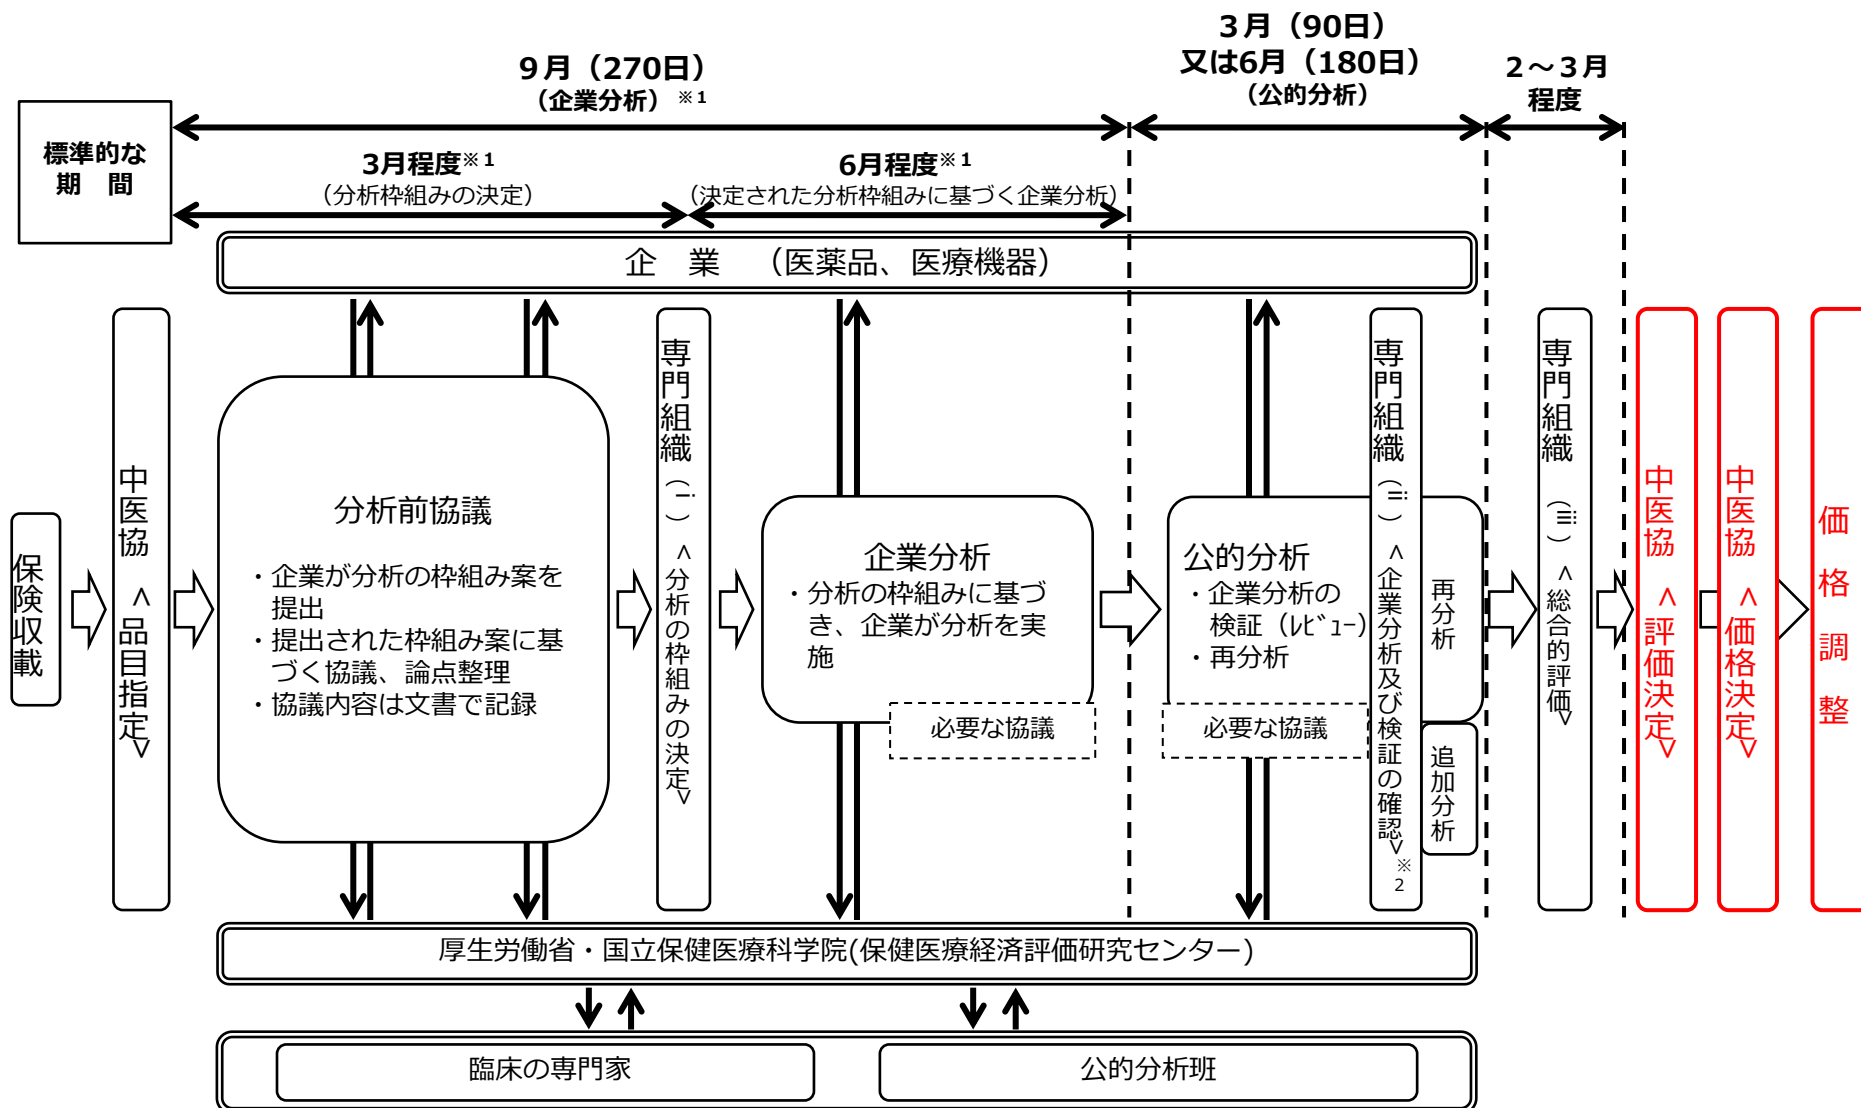 標準的な
期　間
９月（270日）
（企業分析）※１
３月（90日）
又は6月（180日）
（公的分析）
２～３月
程度
3月程度※１
（分析枠組みの決定）
6月程度※１
（決定された分析枠組みに基づく企業分析）
企　業　（医薬品、医療機器）
保険収載
中医協　＜品目指定＞
分析前協議
・企業が分析の枠組み案を
提出
・提出された枠組み案に基
づく協議、論点整理
・協議内容は文書で記録
専門組織（ⅰ）＜分析の枠組みの決定＞
企業分析
・分析の枠組みに基づ
き、企業が分析を実
施
必要な協議
公的分析
・企業分析の
検証（ﾚﾋﾞｭｰ）
・再分析
必要な協議
専門組織（ⅱ）＜企業分析及び検証の確認＞※2
再分析
追加分析
専門組織　（ⅲ）＜総合的評価＞
中医協　＜評価決定＞
中医協　＜価格決定＞
価格調整
厚生労働省・国立保健医療科学院(保健医療経済評価研究センター)
臨床の専門家
公的分析班